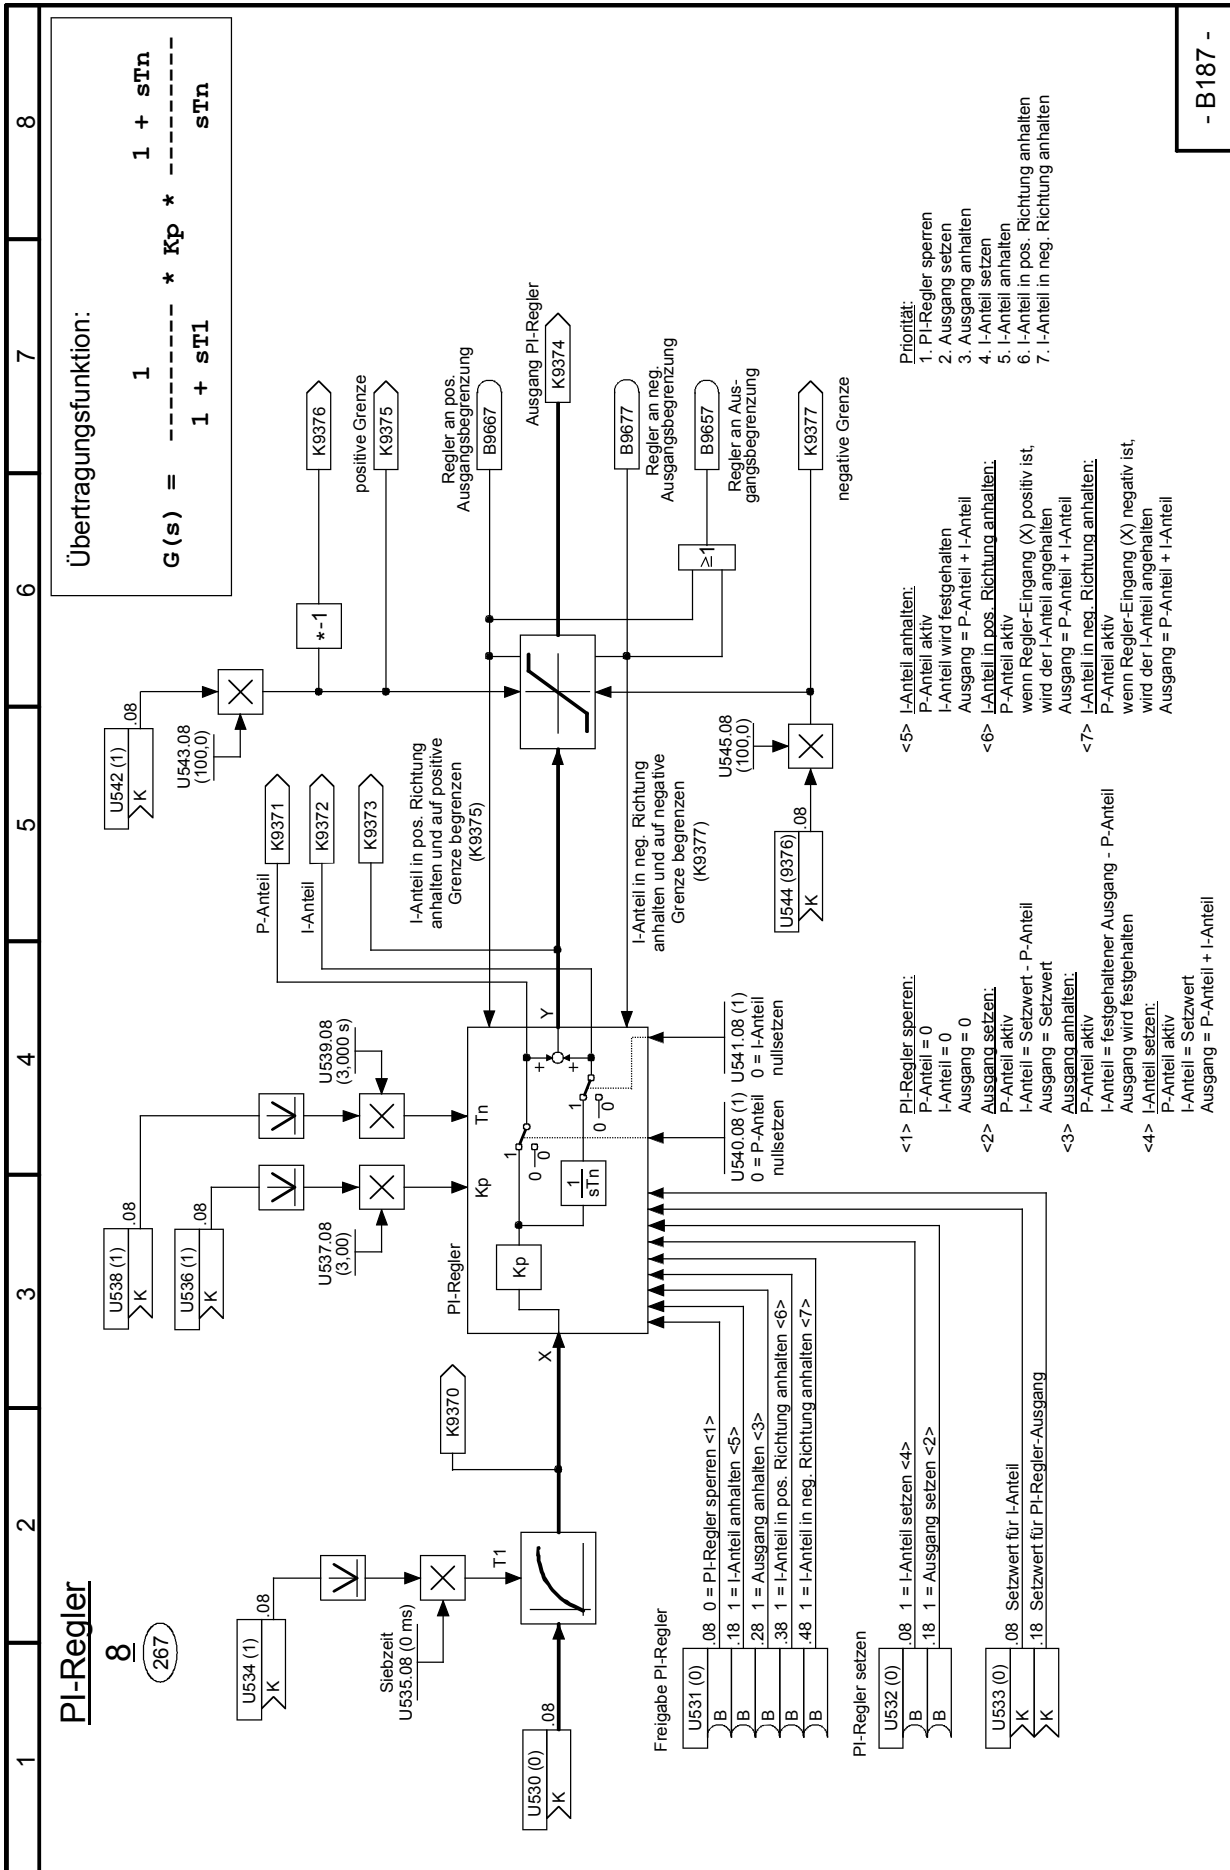 1 2 3 4 5 6 7 8
PI-Regler
8
267
Übertragungsfunktion:
1 1 + sTn
G(s) = -------- * Kp * ---------
1 + sT1 sTn
U534 (1)
K
.08
Siebzeit
U535.08 (0 ms)
T1
U530 (0)
K
.08
K9370
X
U538 (1)
K
.08
U536 (1)
K
.08
U537.08
(3,00)
U539.08
(3,000 s)
PI-Regler
Kp
Tn
Kp
1
sTn
1
0
0
1
0
0
+
+
Y
U540.08 (1)
0 = P-Anteil
nullsetzen
U541.08 (1)
0 = I-Anteil
nullsetzen
P-Anteil
K9371
I-Anteil
K9372
K9373
I-Anteil in pos. Richtung
anhalten und auf positive
Grenze begrenzen
(K9375)
I-Anteil in neg. Richtung
anhalten und auf negative
Grenze begrenzen
(K9377)
U542 (1)
K
.08
U543.08
(100,0)
*-1
K9376
positive Grenze
K9375
Regler an pos.
Ausgangsbegrenzung
B9667
Ausgang PI-Regler
K9374
B9677
Regler an neg.
Ausgangsbegrenzung
≥1
B9657
Regler an Aus-
gangsbegrenzung
U545.08
(100,0)
U544 (9376)
K
.08
K9377
negative Grenze
Freigabe PI-Regler
U531 (0)
B .08 0 = PI-Regler sperren <1>
B .18 1 = I-Anteil anhalten <5>
B .28 1 = Ausgang anhalten <3>
B .38 1 = I-Anteil in pos. Richtung anhalten <6>
B .48 1 = I-Anteil in neg. Richtung anhalten <7>
PI-Regler setzen
U532 (0)
B .08 1 = I-Anteil setzen <4>
B .18 1 = Ausgang setzen <2>
U533 (0)
K .08 Setzwert für I-Anteil
K .18 Setzwert für PI-Regler-Ausgang
<1> PI-Regler sperren:
P-Anteil = 0
I-Anteil = 0
Ausgang = 0
<2> Ausgang setzen:
P-Anteil aktiv
I-Anteil = Setzwert - P-Anteil
Ausgang = Setzwert
<3> Ausgang anhalten:
P-Anteil aktiv
I-Anteil = festgehaltener Ausgang - P-Anteil
Ausgang wird festgehalten
<4> I-Anteil setzen:
P-Anteil aktiv
I-Anteil = Setzwert
Ausgang = P-Anteil + I-Anteil
<5> I-Anteil anhalten:
P-Anteil aktiv
I-Anteil wird festgehalten
Ausgang = P-Anteil + I-Anteil
<6> I-Anteil in pos. Richtung anhalten:
P-Anteil aktiv
wenn Regler-Eingang (X) positiv ist,
wird der I-Anteil angehalten
Ausgang = P-Anteil + I-Anteil
<7> I-Anteil in neg. Richtung anhalten:
P-Anteil aktiv
wenn Regler-Eingang (X) negativ ist,
wird der I-Anteil angehalten
Ausgang = P-Anteil + I-Anteil
Priorität:
1. PI-Regler sperren
2. Ausgang setzen
3. Ausgang anhalten
4. I-Anteil setzen
5. I-Anteil anhalten
6. I-Anteil in pos. Richtung anhalten
7. I-Anteil in neg. Richtung anhalten
- B187 -